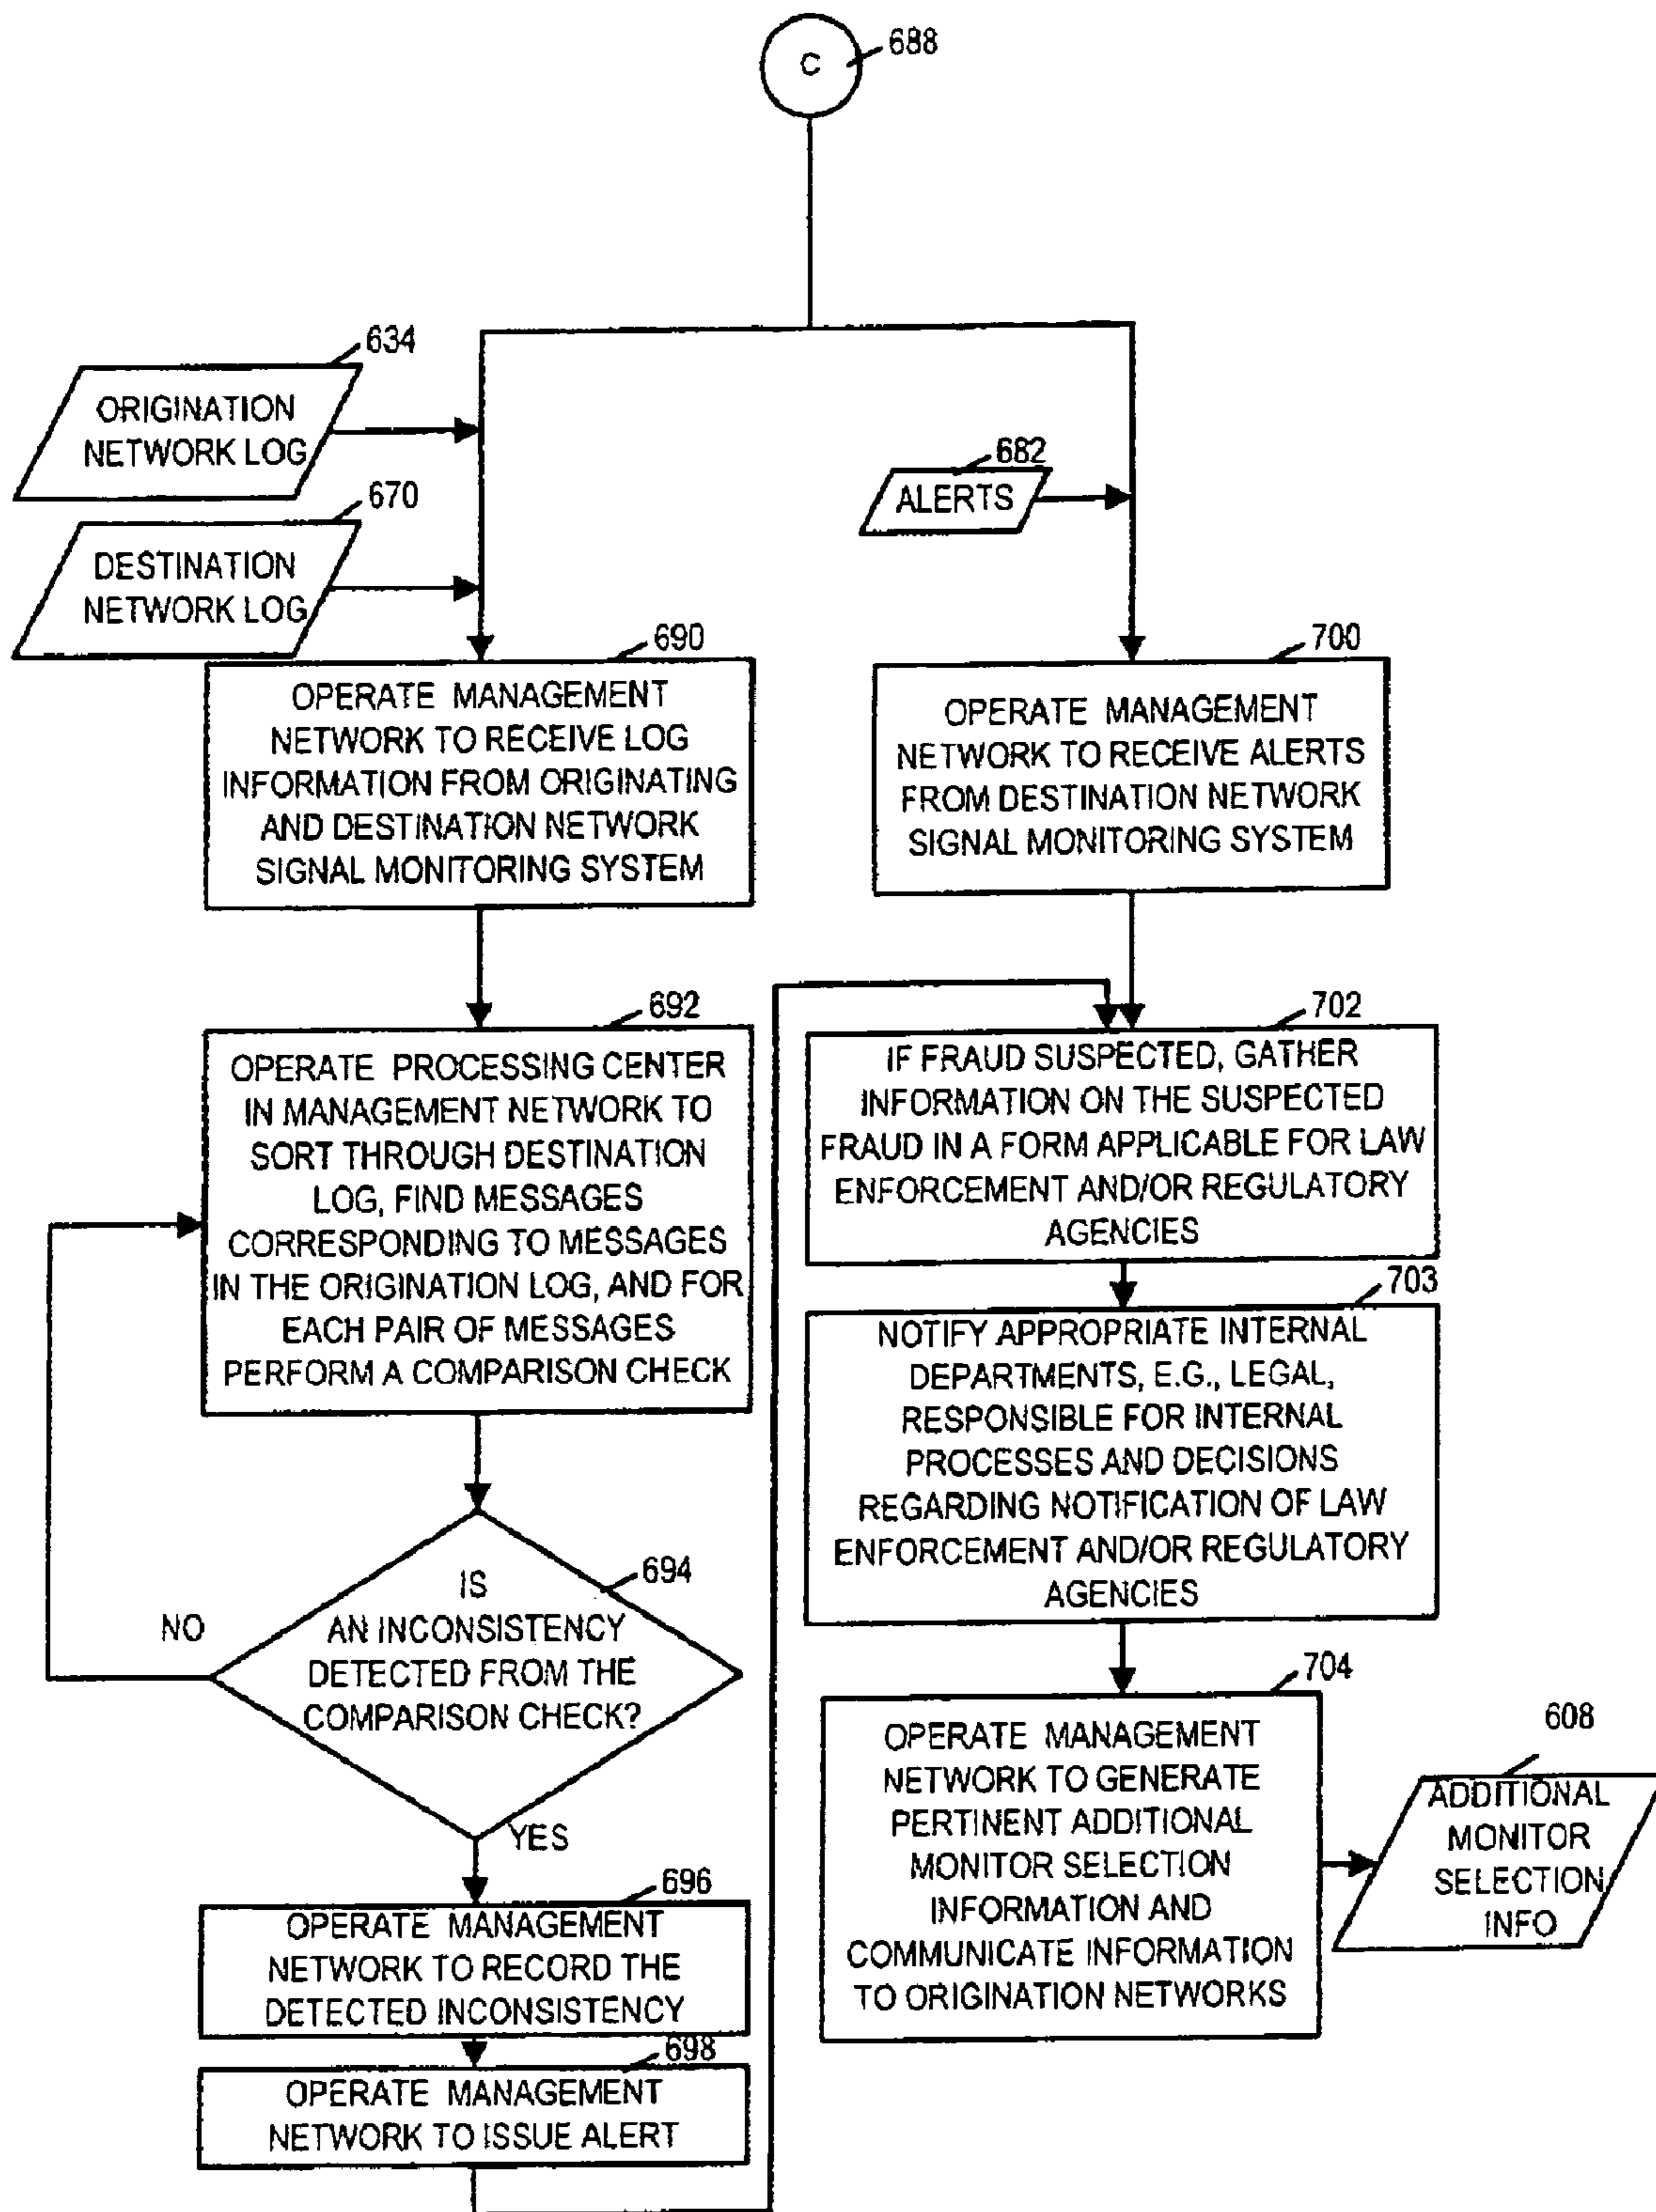 C
688
634
ORIGINATION
NETWORK LOG
670
DESTINATION
NETWORK LOG
682
ALERTS
690
OPERATE MANAGEMENT
NETWORK TO RECEIVE LOG
INFORMATION FROM ORIGINATING
AND DESTINATION NETWORK
SIGNAL MONITORING SYSTEM
700
OPERATE MANAGEMENT
NETWORK TO RECEIVE ALERTS
FROM DESTINATION NETWORK
SIGNAL MONITORING SYSTEM
692
OPERATE PROCESSING CENTER
IN MANAGEMENT NETWORK TO
SORT THROUGH DESTINATION
LOG, FIND MESSAGES
CORRESPONDING TO MESSAGES
IN THE ORIGINATION LOG, AND FOR
EACH PAIR OF MESSAGES
PERFORM A COMPARISON CHECK
694
IS
AN INCONSISTENCY
DETECTED FROM THE
COMPARISON CHECK?
NO
YES
696
OPERATE MANAGEMENT
NETWORK TO RECORD THE
DETECTED INCONSISTENCY
698
OPERATE MANAGEMENT
NETWORK TO ISSUE ALERT
702
IF FRAUD SUSPECTED, GATHER
INFORMATION ON THE SUSPECTED
FRAUD IN A FORM APPLICABLE FOR LAW
ENFORCEMENT AND/OR REGULATORY
AGENCIES
703
NOTIFY APPROPRIATE INTERNAL
DEPARTMENTS, E.G., LEGAL,
RESPONSIBLE FOR INTERNAL
PROCESSES AND DECISIONS
REGARDING NOTIFICATION OF LAW
ENFORCEMENT AND/OR REGULATORY
AGENCIES
704
OPERATE MANAGEMENT
NETWORK TO GENERATE
PERTINENT ADDITIONAL
MONITOR SELECTION
INFORMATION AND
COMMUNICATE INFORMATION
TO ORIGINATION NETWORKS
608
ADDITIONAL
MONITOR
SELECTION
INFO